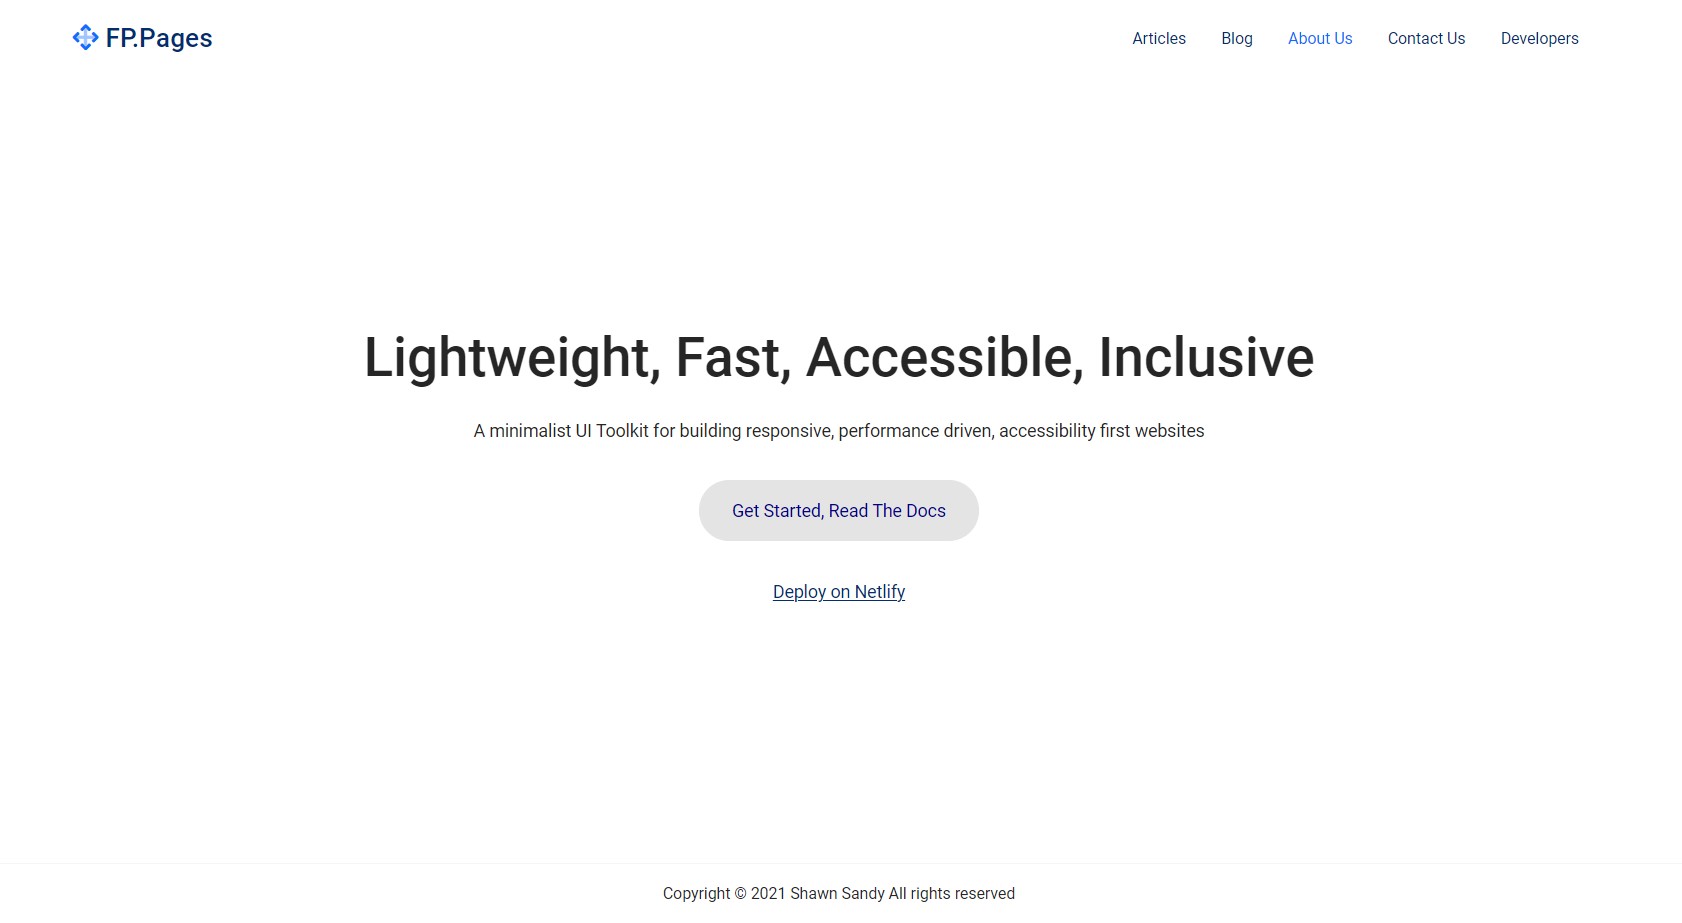 FP.Pages
Articles Blog About Us Contact Us Developers
Lightweight, Fast, Accessible, Inclusive
A minimalist UI Toolkit for building responsive, performance driven, accessibility first websites
Get Started, Read The Docs
Deploy on Netlify
Copyright © 2021 Shawn Sandy All rights reserved